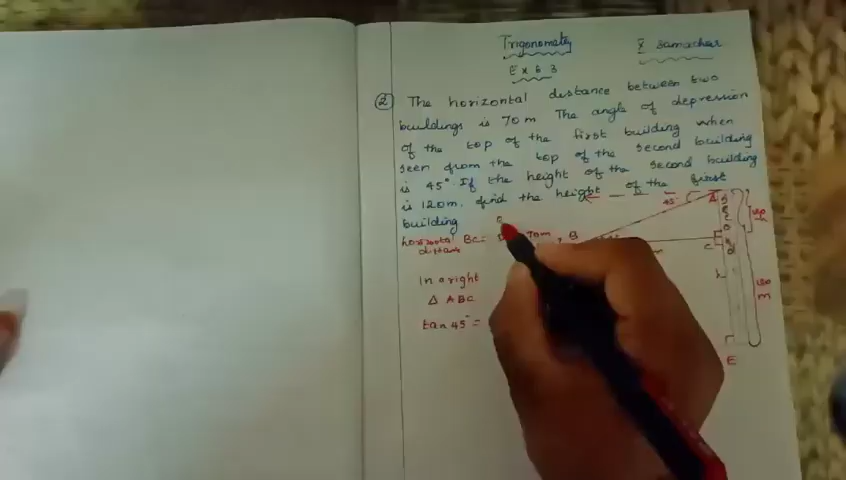 Trigonometry
X Samacheer
Ex 6.3
② The horizontal distance between two
buildings is 70m The angle of depression
of the top of the first building when
seen from the top of the second building
is 45°. If the height of the second building
is 120m, find the height of the first
building
45° A
horizontal BC = 70m, B
distance
C
In a right
h
Δ ABC
m
tan 45° =
E